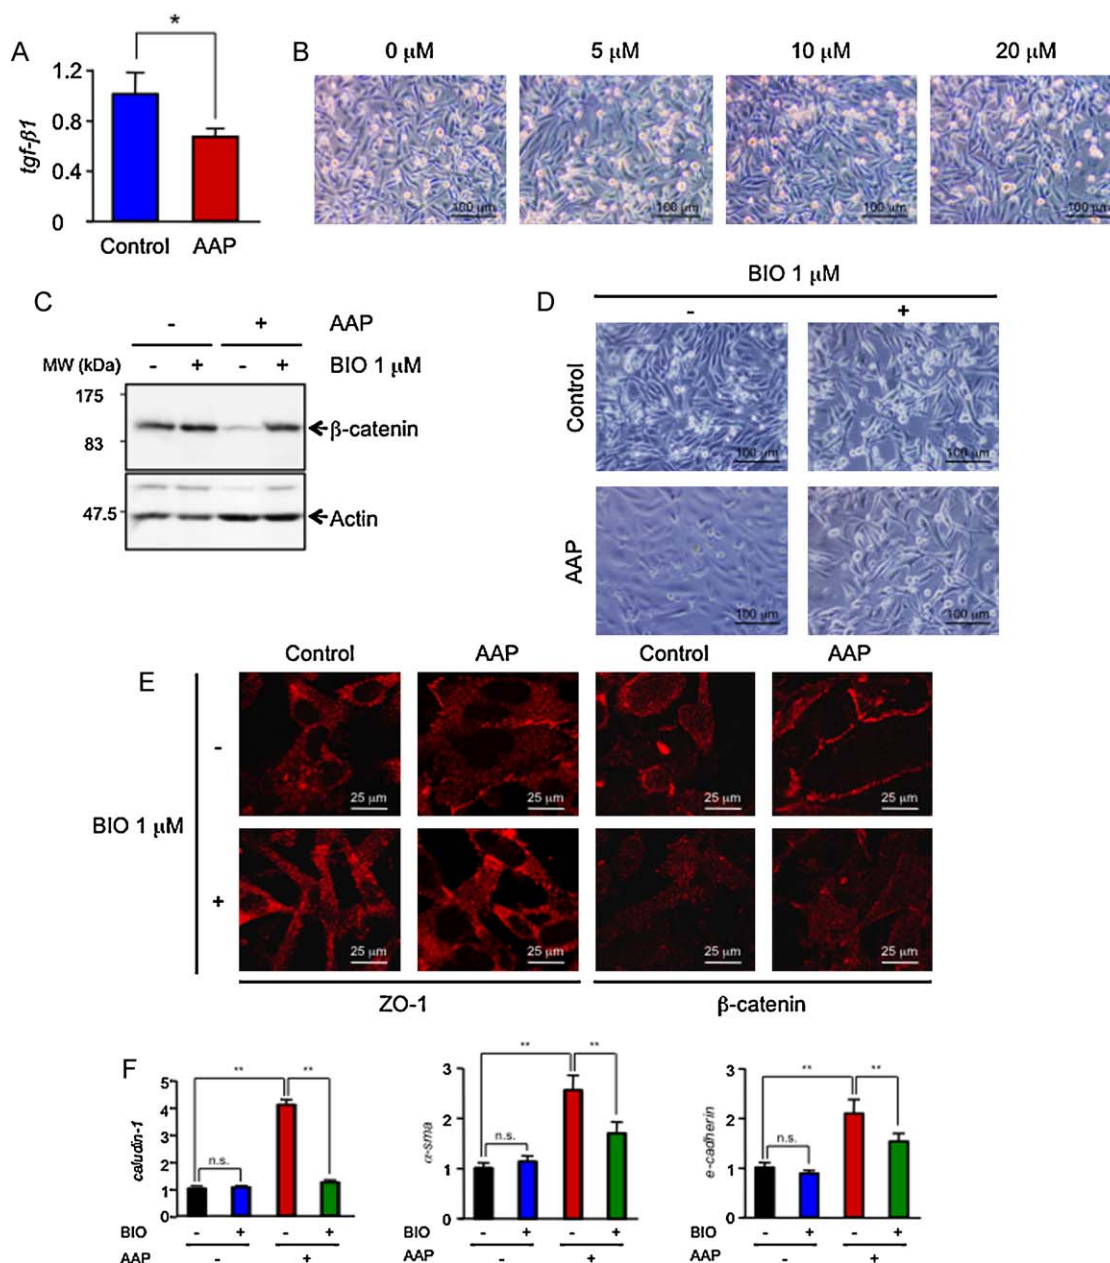 A
*
1.2
0.8
0.4
0
tgf-β1
Control AAP
B
0 μM 5 μM 10 μM 20 μM
100 μm 100 μm 100 μm 100 μm
C
- + AAP
MW (kDa) - + - + BIO 1 μM
175
83
β-catenin
47.5
Actin
D
BIO 1 μM
- +
Control
100 μm 100 μm
AAP
100 μm 100 μm
E
Control AAP Control AAP
BIO 1 μM
-
25 μm 25 μm 25 μm 25 μm
+
25 μm 25 μm 25 μm 25 μm
ZO-1 β-catenin
F
caludin-1
5
4
3
2
1
0
n.s.
** **
BIO - + - +
AAP - +
α-sma
3
2
1
0
n.s.
** **
BIO - + - +
AAP - +
e-cadherin
3
2
1
0
n.s.
** **
BIO - + - +
AAP - +